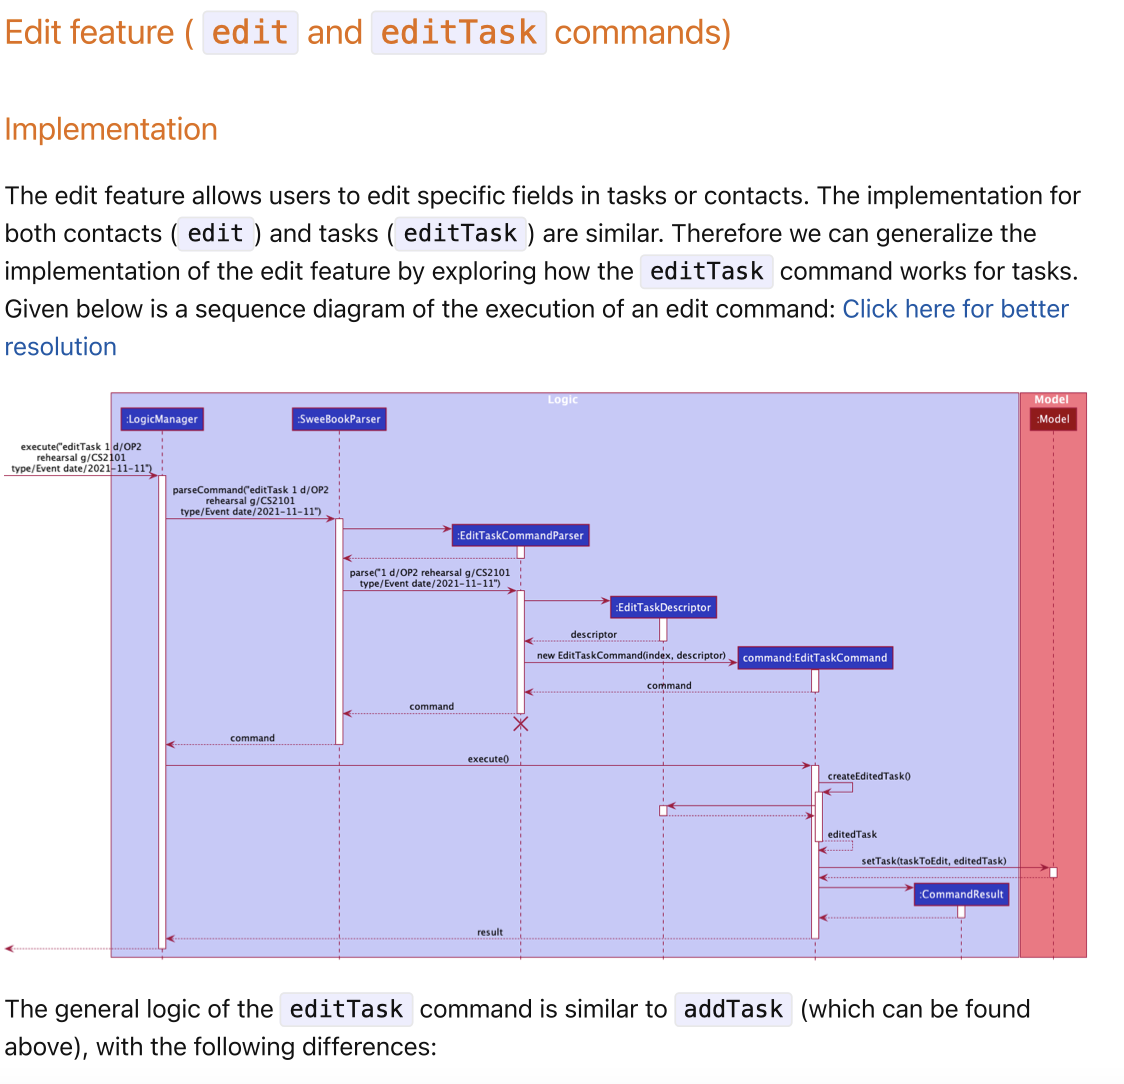 Edit feature ( edit and editTask commands)
Implementation
The edit feature allows users to edit specific fields in tasks or contacts. The implementation for
both contacts ( edit ) and tasks ( editTask ) are similar. Therefore we can generalize the
implementation of the edit feature by exploring how the editTask command works for tasks.
Given below is a sequence diagram of the execution of an edit command: Click here for better
resolution
Logic
Model
:LogicManager
:SweeBookParser
:Model
execute("editTask 1 d/OP2
rehearsal g/CS2101
type/Event date/2021-11-11")
parseCommand("editTask 1 d/OP2
rehearsal g/CS2101
type/Event date/2021-11-11")
:EditTaskCommandParser
parse("1 d/OP2 rehearsal g/CS2101
type/Event date/2021-11-11")
:EditTaskDescriptor
descriptor
new EditTaskCommand(index, descriptor)
command:EditTaskCommand
command
command
command
execute()
createEditedTask()
editedTask
setTask(taskToEdit, editedTask)
:CommandResult
result
The general logic of the editTask command is similar to addTask (which can be found
above), with the following differences: